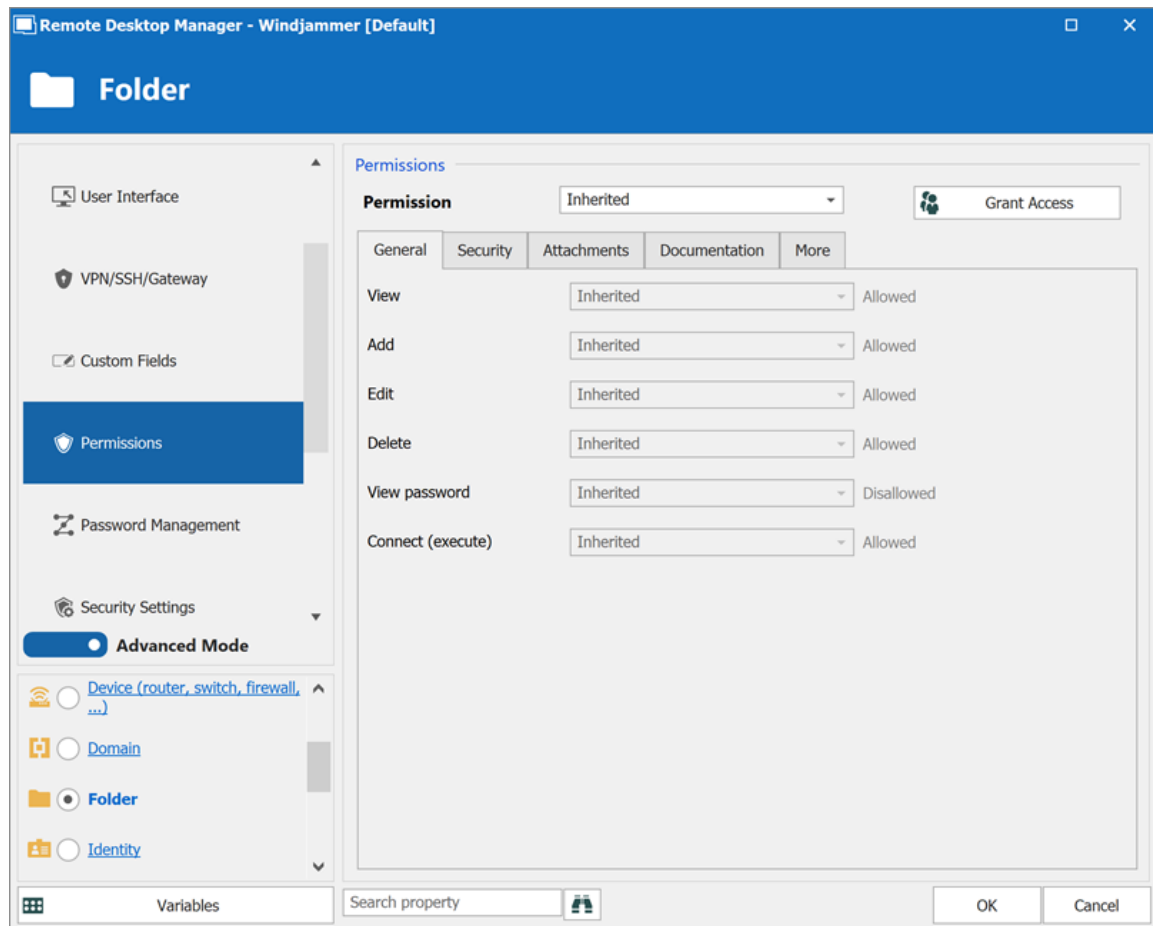 Remote Desktop Manager - Windjammer [Default]
Folder
User Interface
VPN/SSH/Gateway
Custom Fields
Permissions
Password Management
Security Settings
Advanced Mode
Device (router, switch, firewall,
...)
Domain
Folder
Identity
Variables
Permissions
Permission Inherited Grant Access
General Security Attachments Documentation More
View Inherited Allowed
Add Inherited Allowed
Edit Inherited Allowed
Delete Inherited Allowed
View password Inherited Disallowed
Connect (execute) Inherited Allowed
Search property
OK Cancel